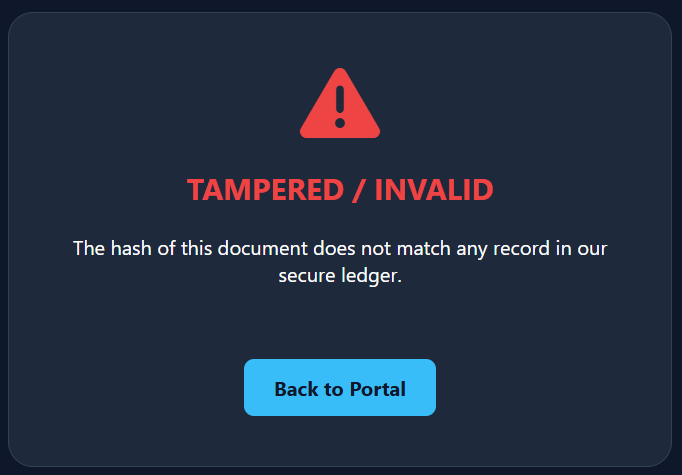 TAMPERED / INVALID
The hash of this document does not match any record in our
secure ledger.
Back to Portal